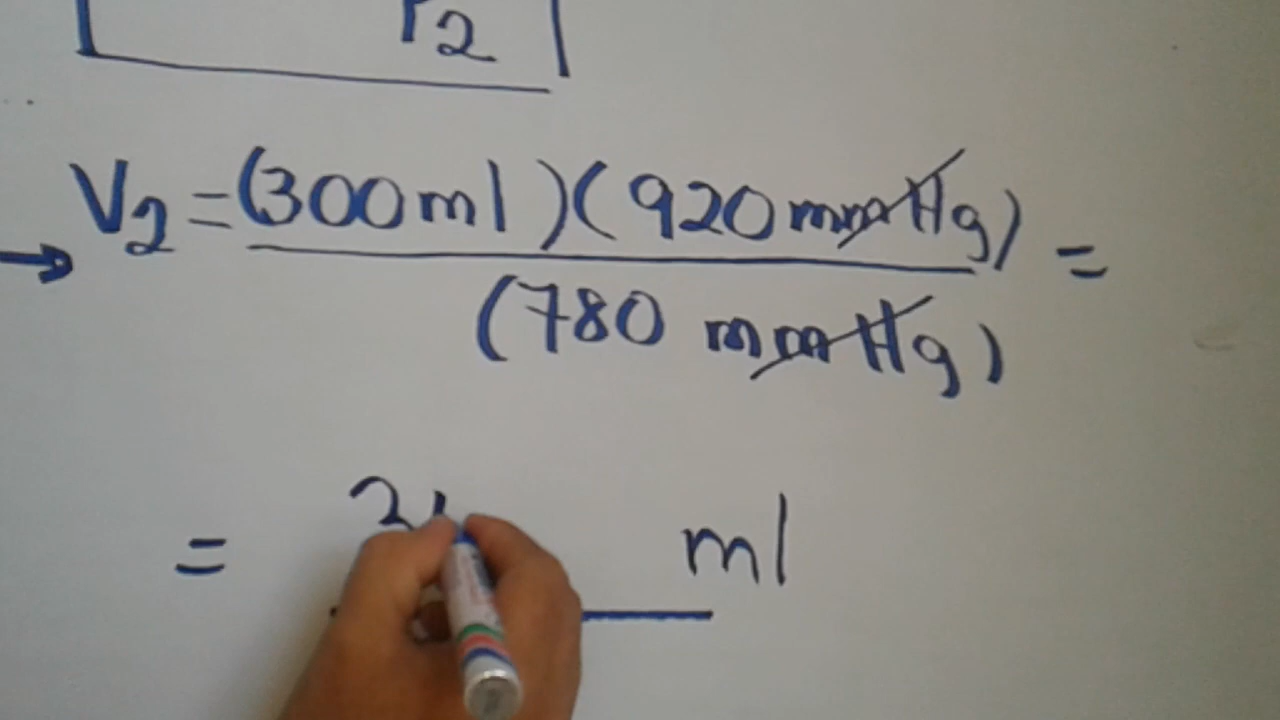 P2
V2 = (300 ml)(920 mmHg) =
(780 mmHg)
= ml